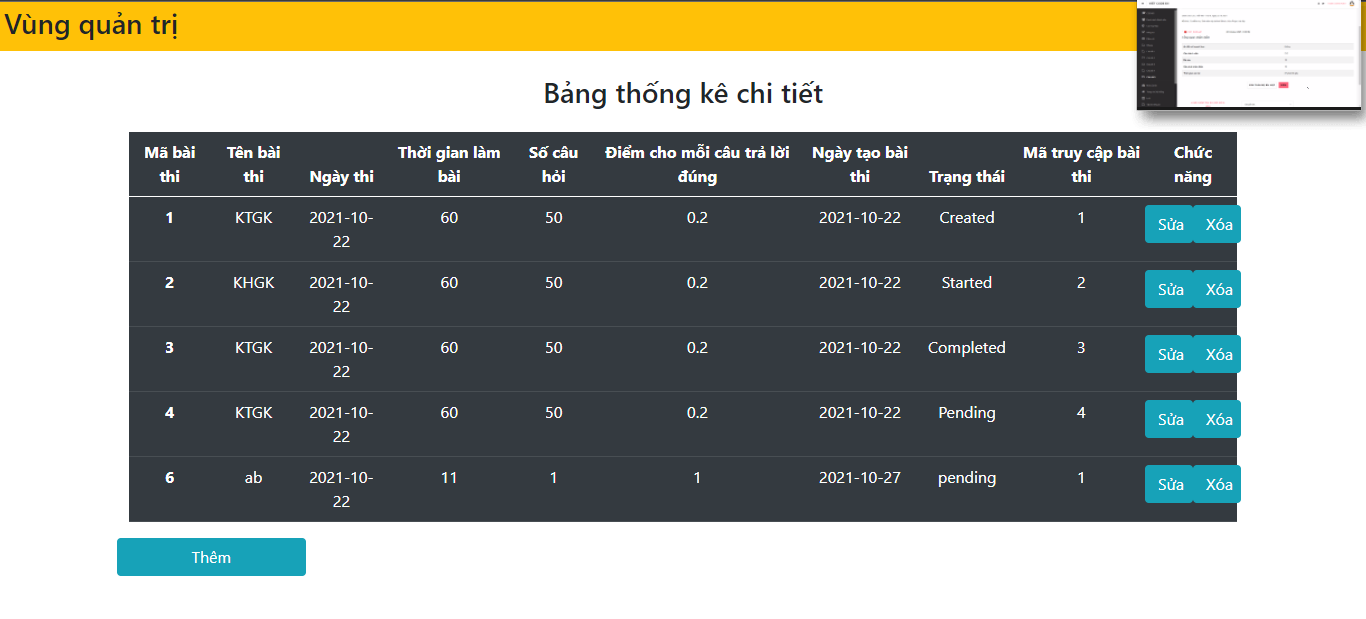 Vùng quản trị
Bảng thống kê chi tiết
Mã bài thi Tên bài thi Ngày thi Thời gian làm bài Số câu hỏi Điểm cho mỗi câu trả lời đúng Ngày tạo bài thi Trạng thái Mã truy cập bài thi Chức năng
1 KTGK 2021-10-22 60 50 0.2 2021-10-22 Created 1 Sửa Xóa
2 KHGK 2021-10-22 60 50 0.2 2021-10-22 Started 2 Sửa Xóa
3 KTGK 2021-10-22 60 50 0.2 2021-10-22 Completed 3 Sửa Xóa
4 KTGK 2021-10-22 60 50 0.2 2021-10-22 Pending 4 Sửa Xóa
6 ab 2021-10-22 11 1 1 2021-10-27 pending 1 Sửa Xóa
Thêm